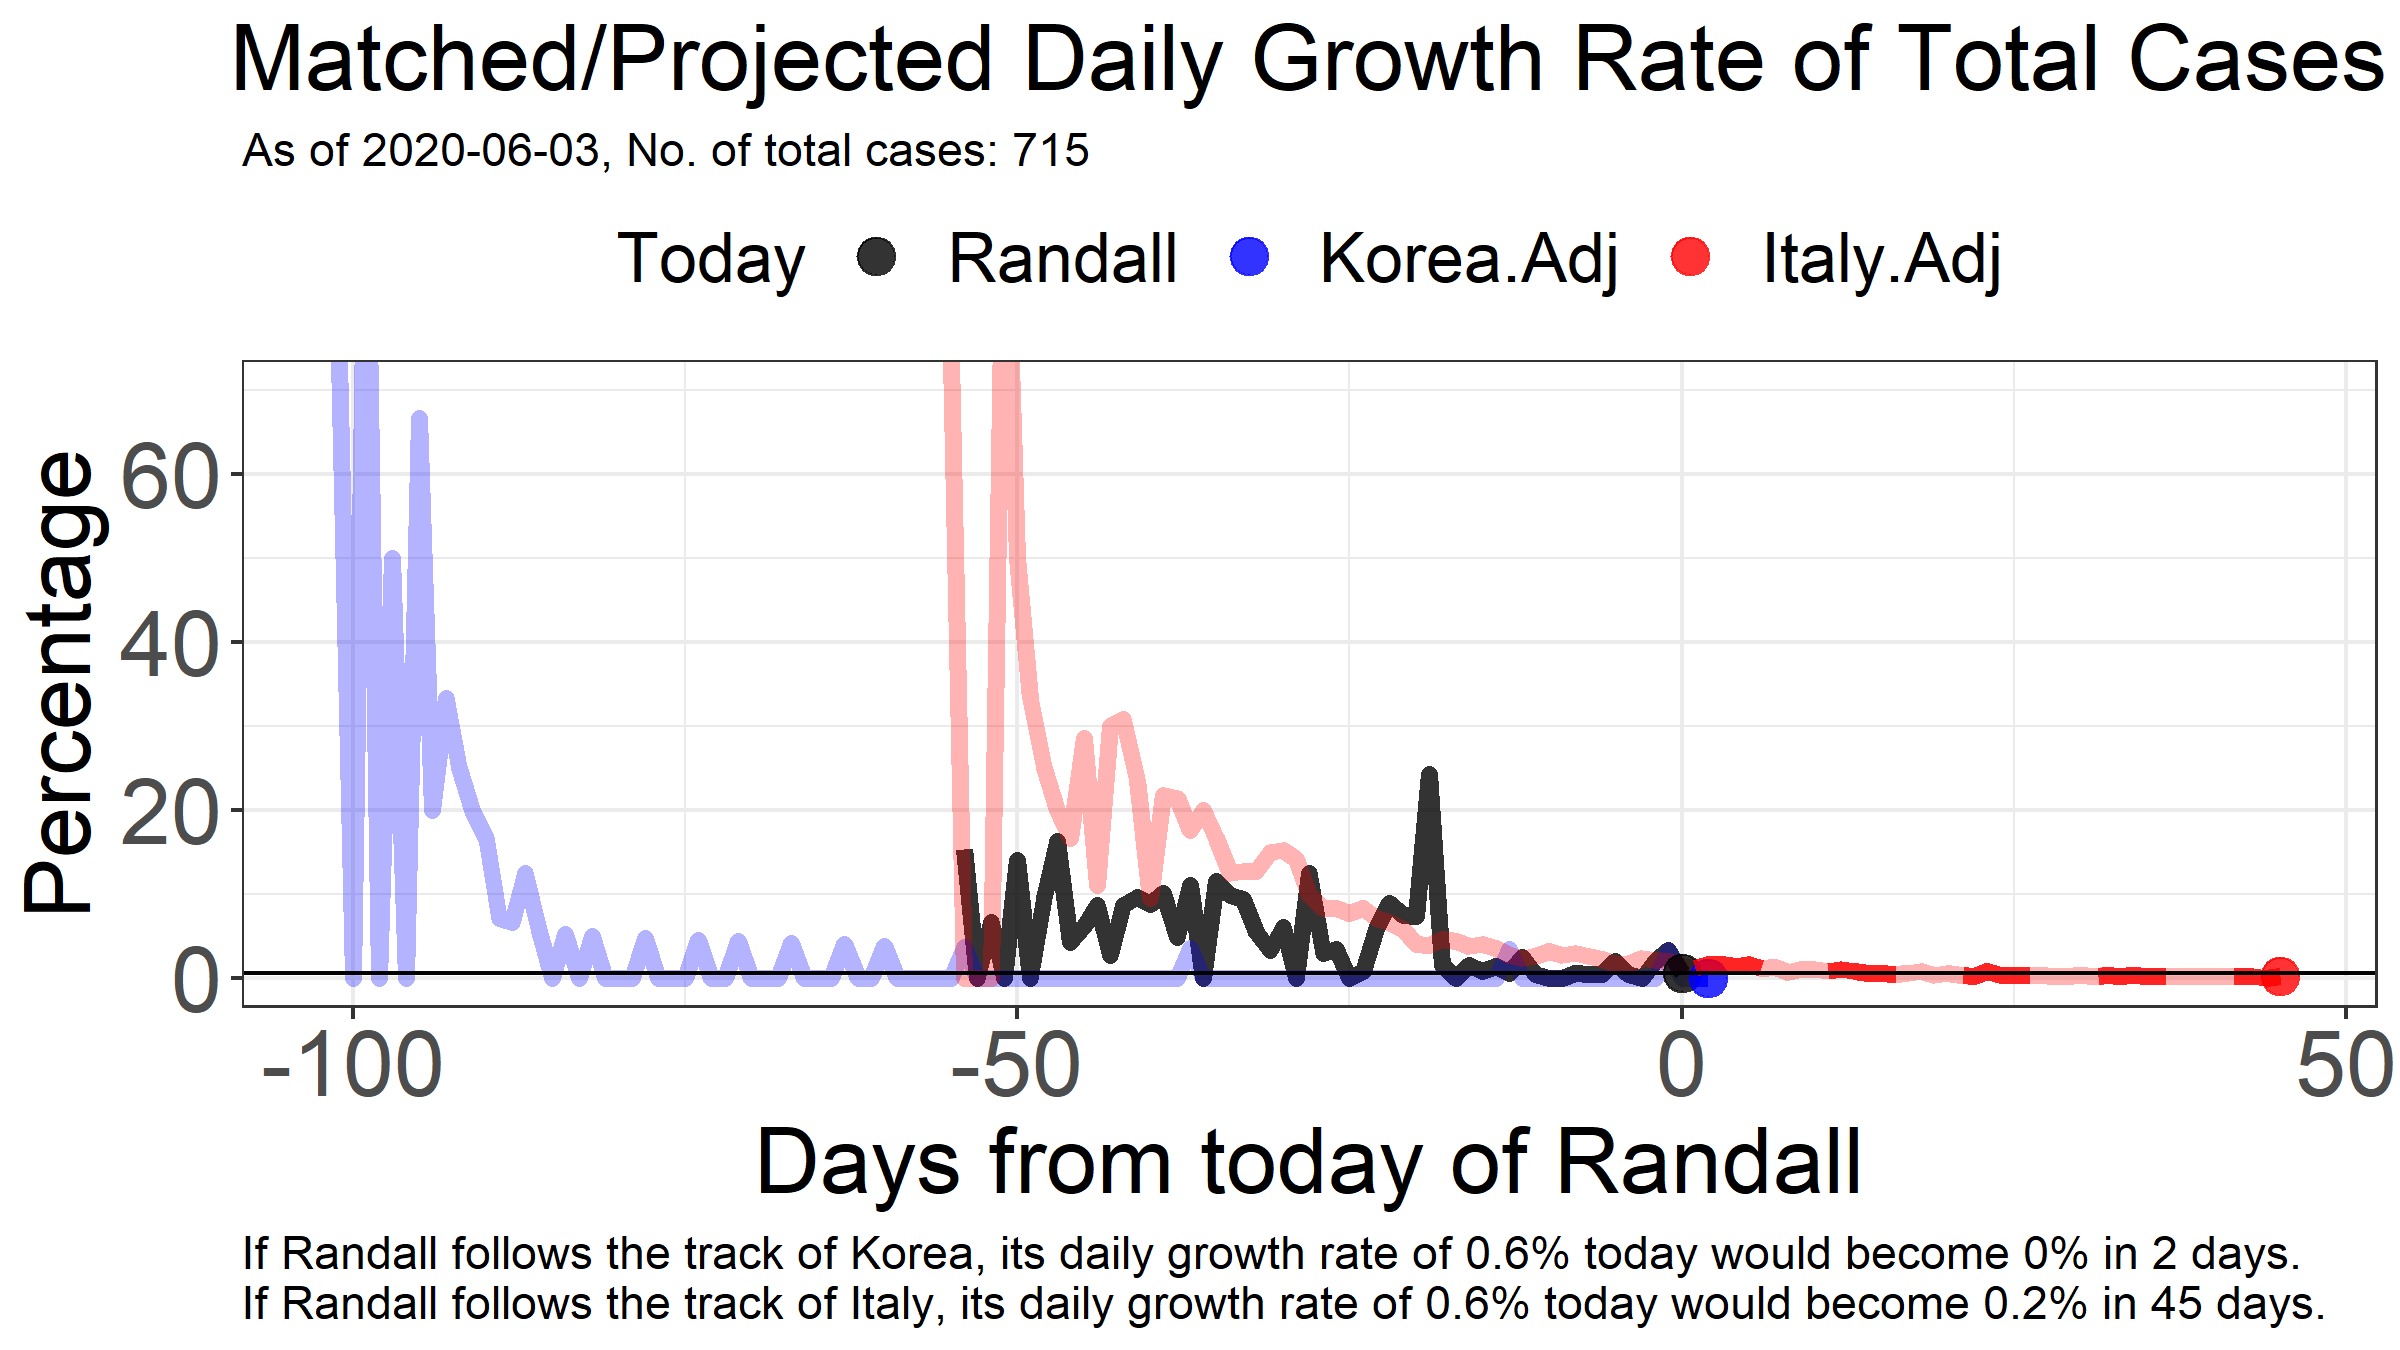 Matched/Projected Daily Growth Rate of Total Cases
As of 2020-06-03, No. of total cases: 715
Today Randall Korea.Adj Italy.Adj
Percentage
60
40
20
0
-100 -50 0 50
Days from today of Randall
If Randall follows the track of Korea, its daily growth rate of 0.6% today would become 0% in 2 days.
If Randall follows the track of Italy, its daily growth rate of 0.6% today would become 0.2% in 45 days.